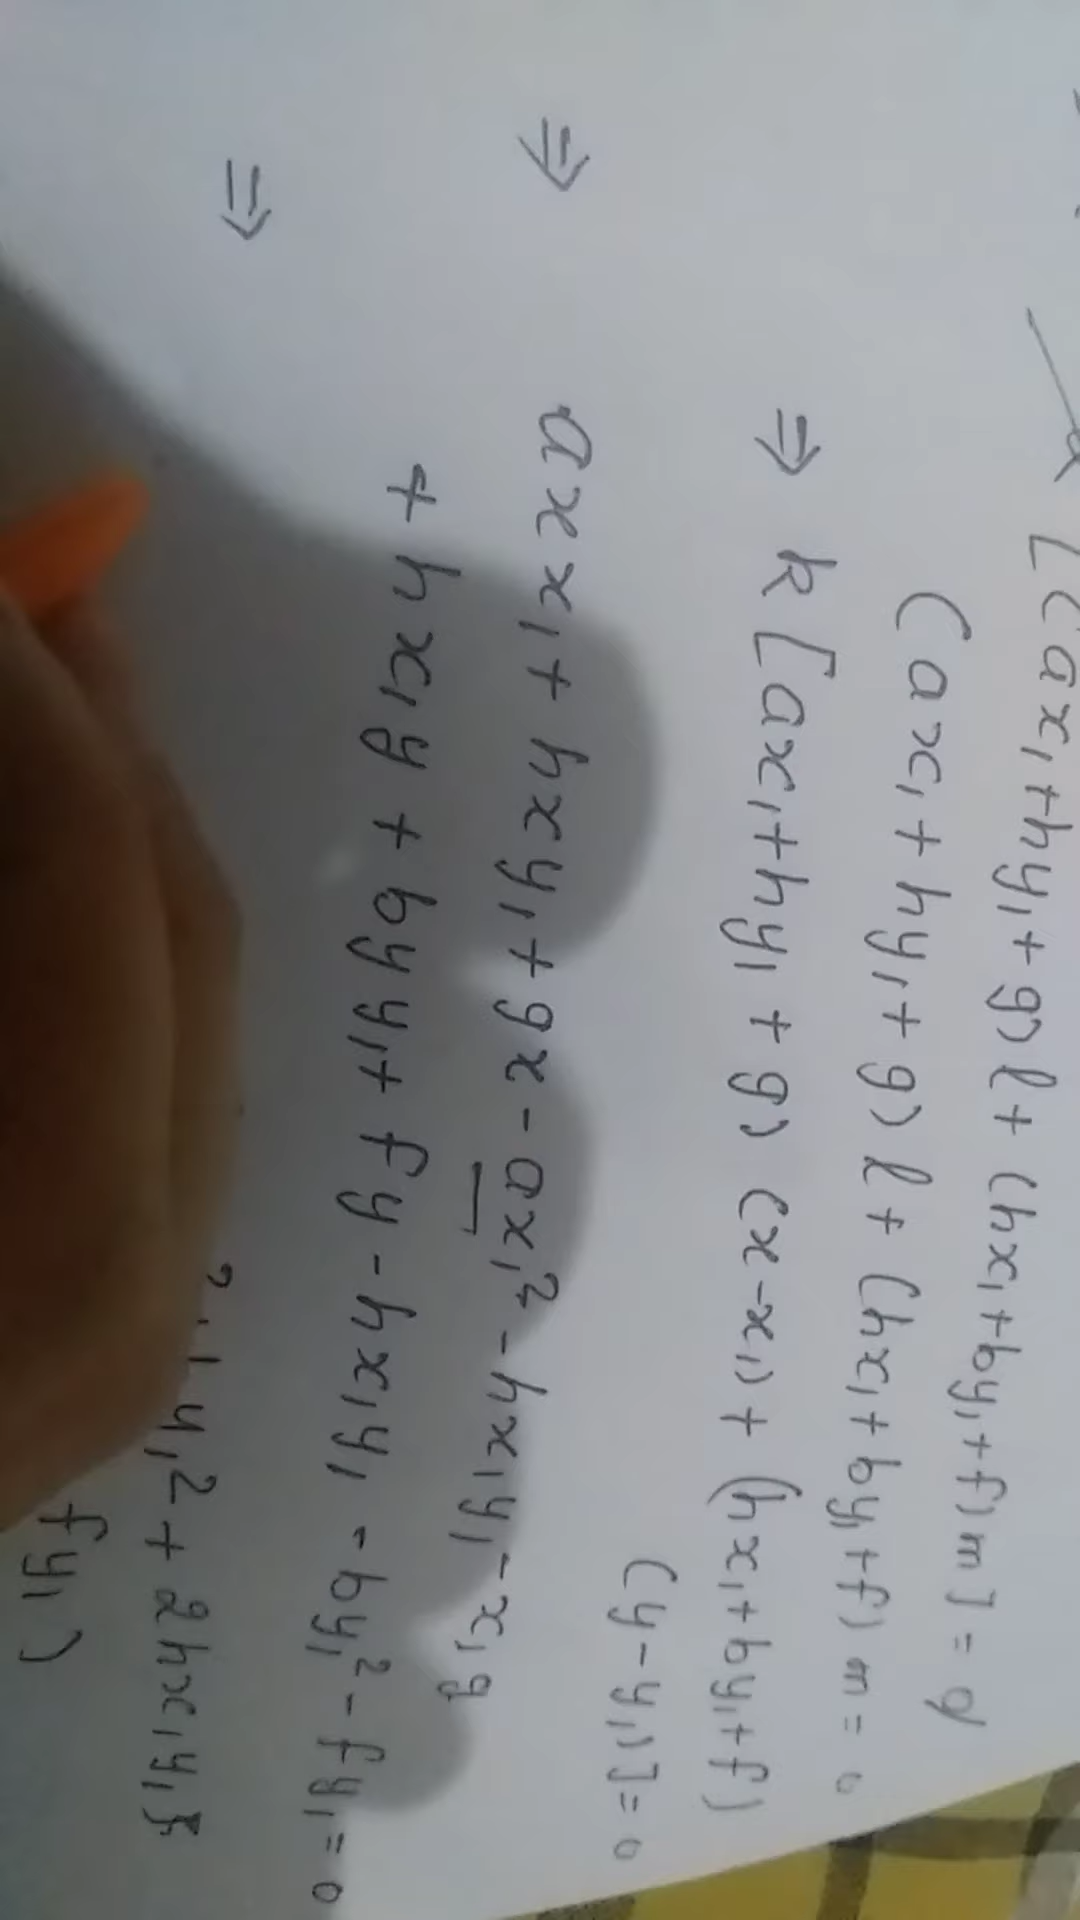 [(ax₁+hy₁+g)l+(hx₁+by₁+f)m]=0
(ax₁+hy₁+g)l+(hx₁+by₁+f)m=0
⇒ k[ax₁+hy₁+g)(x-x₁)+(hx₁+by₁+f)
(y-y₁)]=0
⇒ axx₁+hxy₁+gx-ax₁²-hx₁y₁-x₁g
+hx₁y+byy₁+fy-hx₁y₁-by₁²-fy₁=0
⇒ y₁²+2hx₁y₁
fy₁)